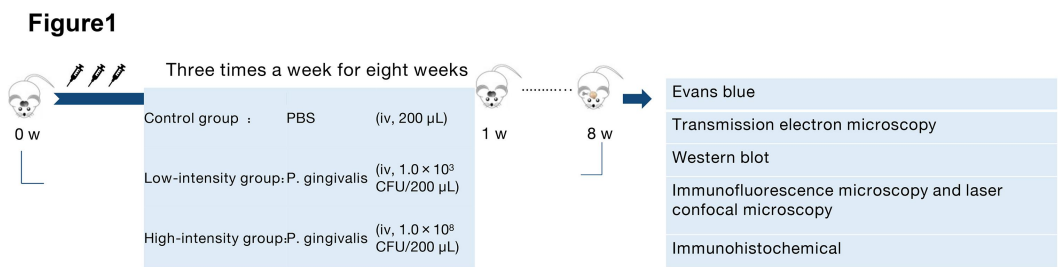 Figure1
Three times a week for eight weeks
0 w
Control group ： PBS (iv, 200 μL)
Low-intensity group: P. gingivalis (iv, 1.0 × 10³
CFU/200 μL)
High-intensity group: P. gingivalis (iv, 1.0 × 10⁸
CFU/200 μL)
1 w
8 w
Evans blue
Transmission electron microscopy
Western blot
Immunofluorescence microscopy and laser
confocal microscopy
Immunohistochemical